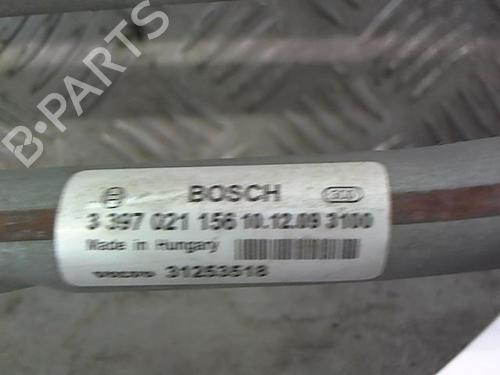 B-PARTS
BOSCH
3 397 021 156 10.12.09 3100
Made in Hungary
VOLVO 31253518